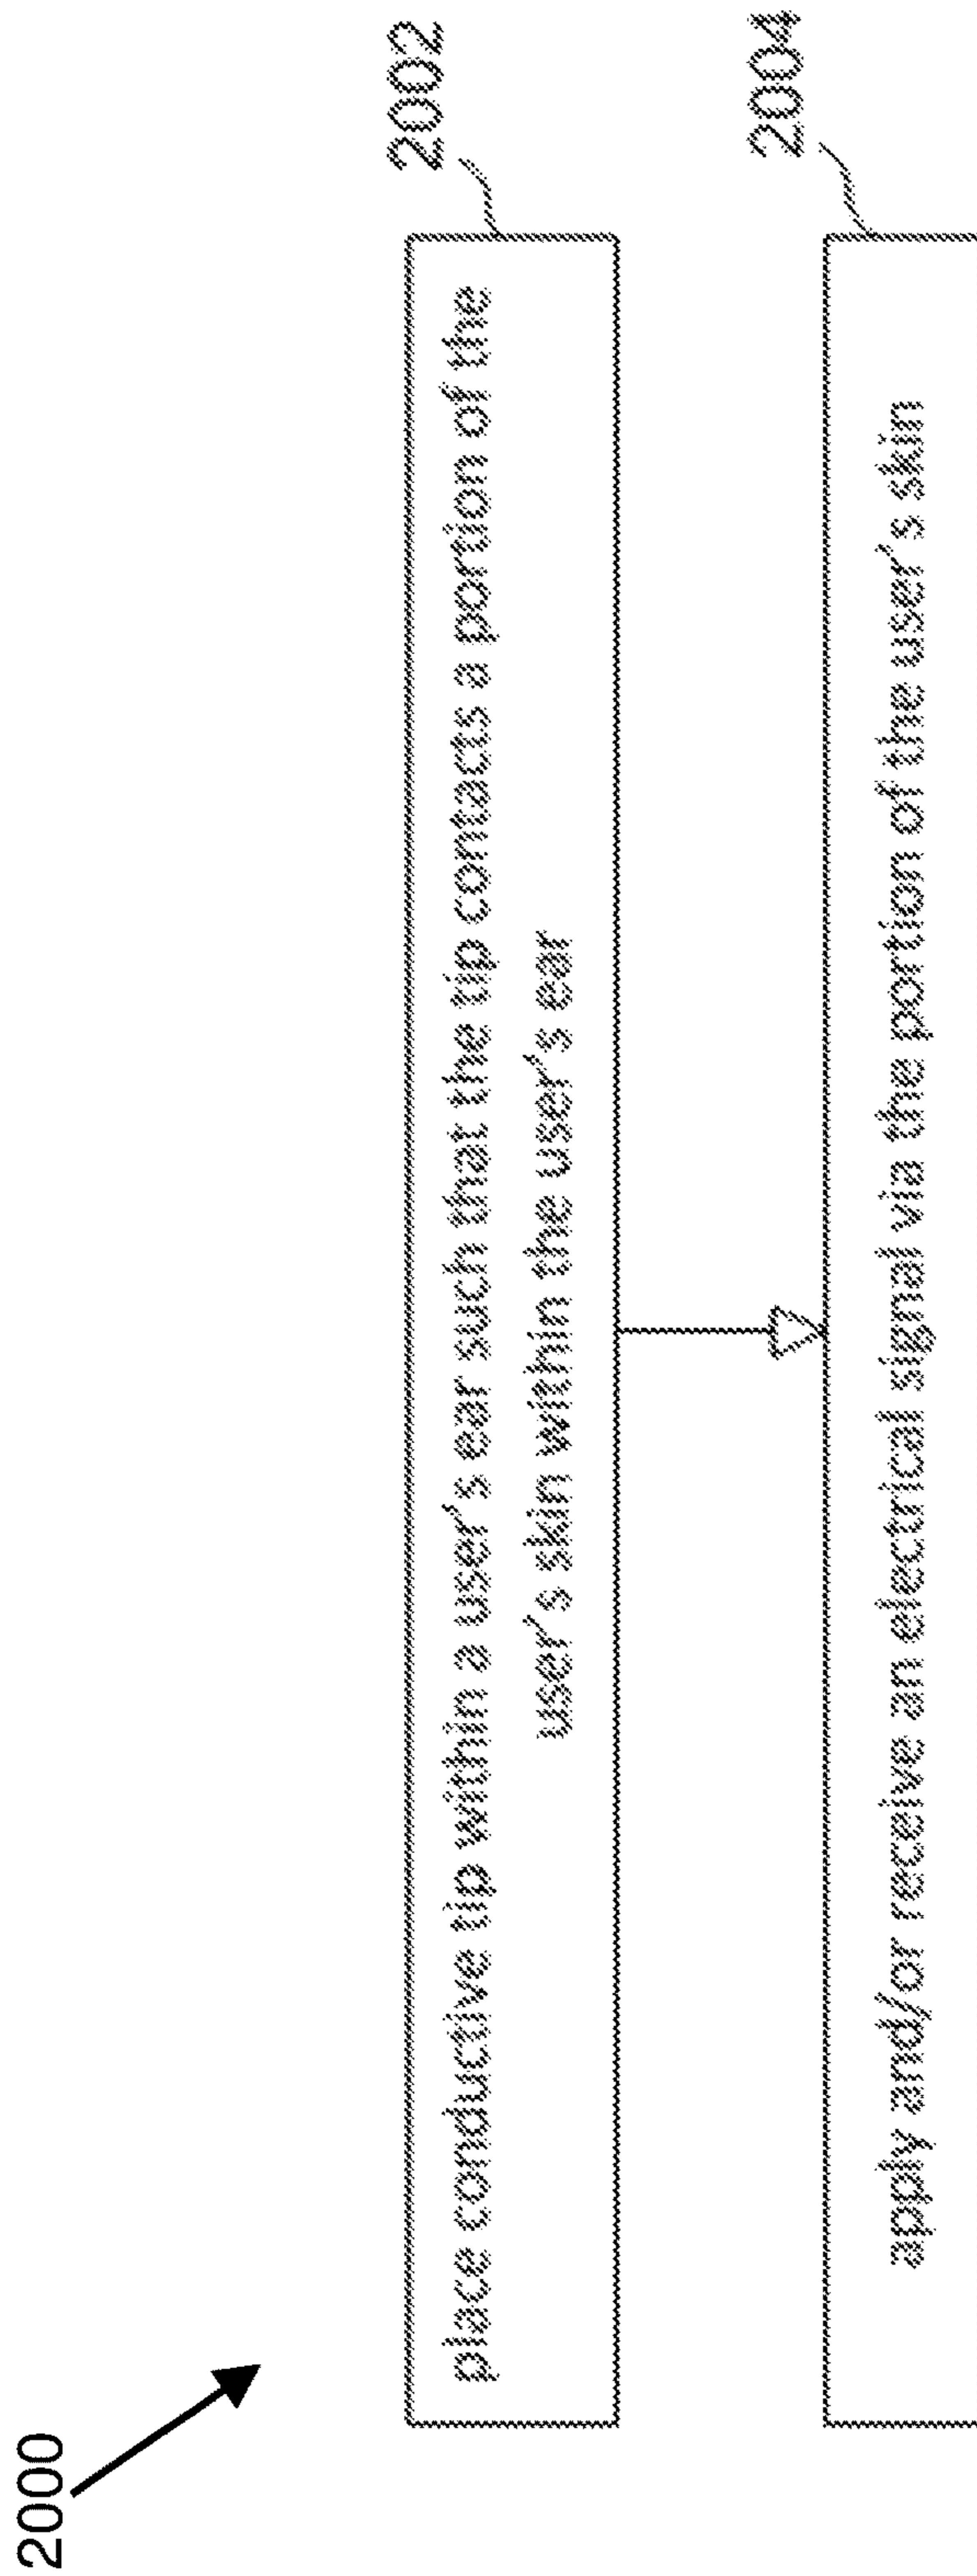 2000
place conductive tip within a user's ear such that the tip contacts a portion of the
user's skin within the user's ear
2002
apply and/or receive an electrical signal via the portion of the user's skin
2004